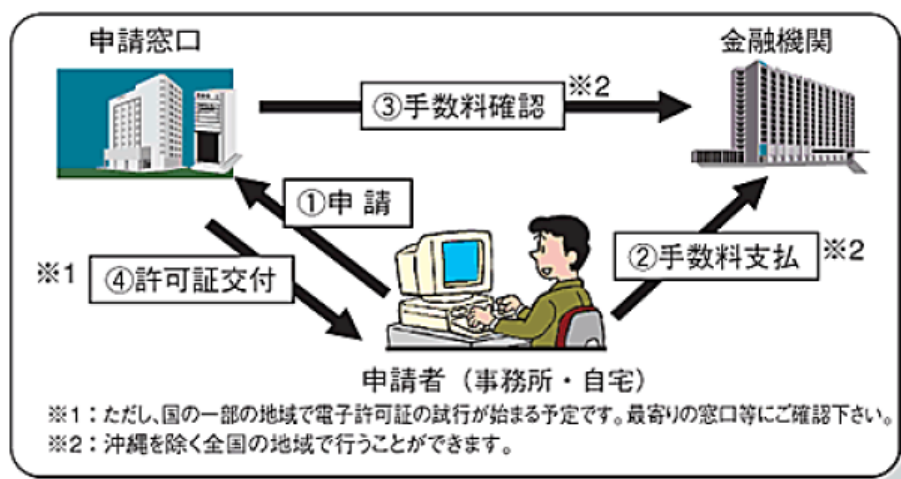 申請窓口
金融機関
③手数料確認
※2
①申請
②手数料支払
※2
※1
④許可証交付
申請者（事務所・自宅）
※1：ただし、国の一部の地域で電子許可証の試行が始まる予定です。最寄りの窓口等にご確認下さい。
※2：沖縄を除く全国の地域で行うことができます。